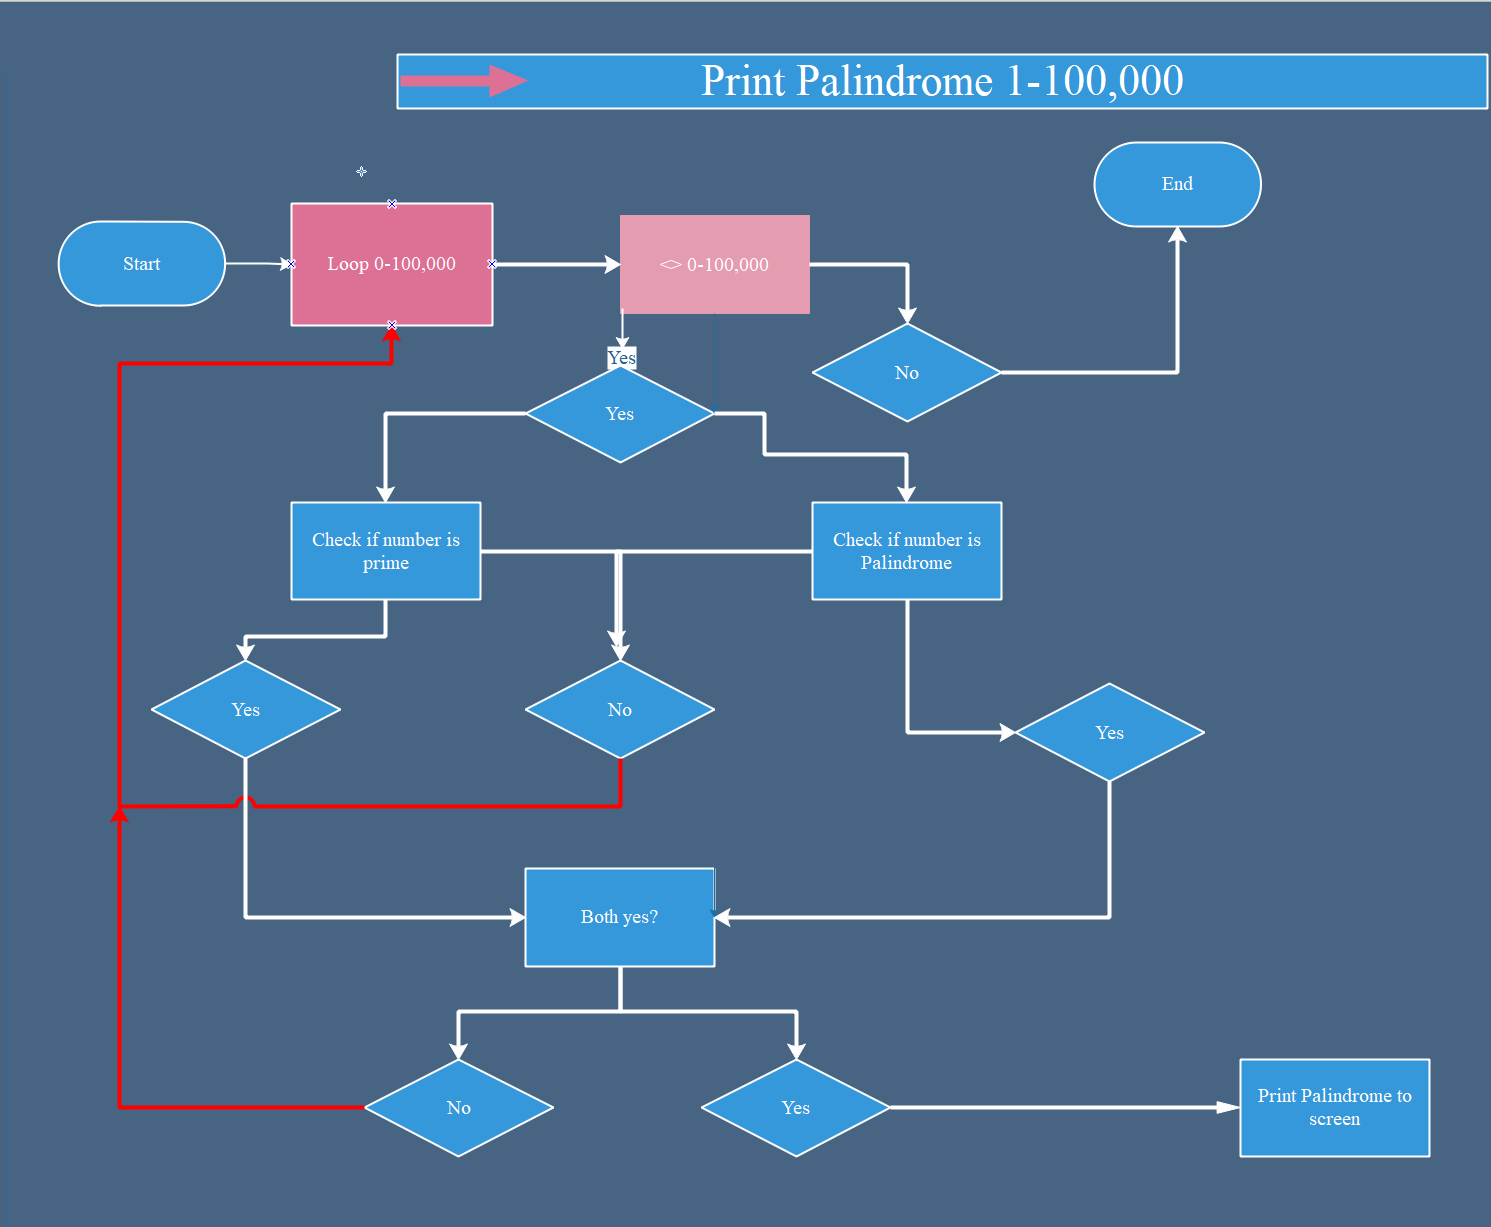 Print Palindrome 1-100,000
End
Start
Loop 0-100,000
<> 0-100,000
Yes
No
Yes
Check if number is
prime
Check if number is
Palindrome
Yes
No
Yes
Both yes?
No
Yes
Print Palindrome to
screen